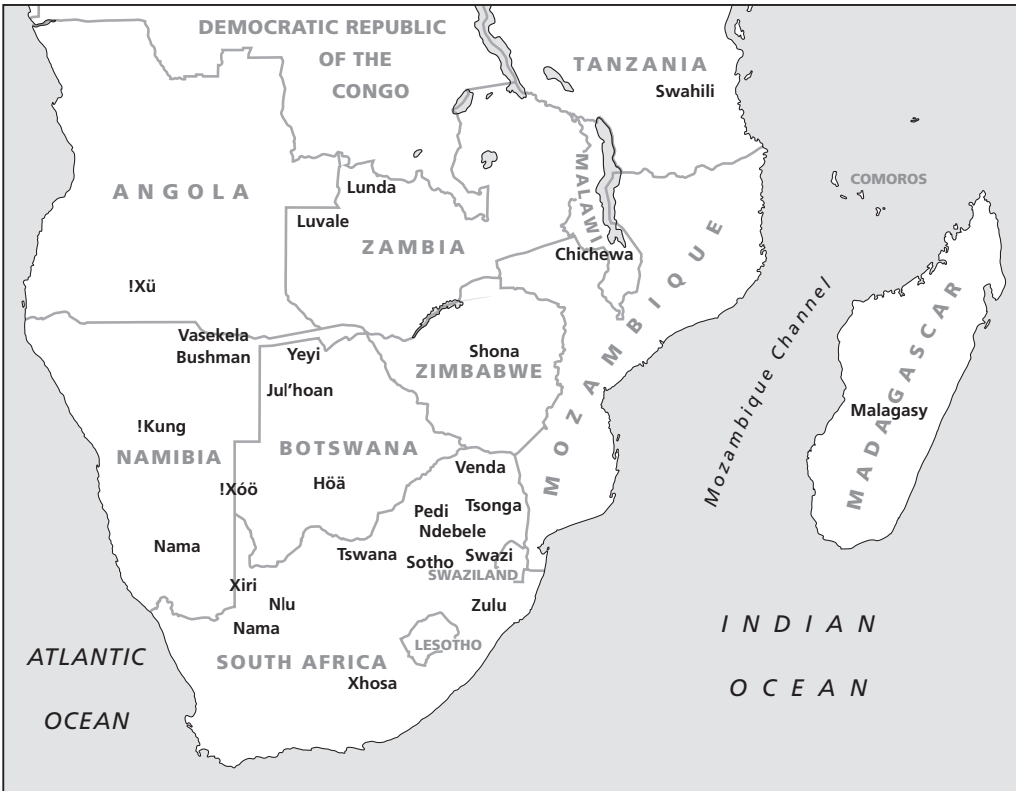 DEMOCRATIC REPUBLIC
OF THE
CONGO
TANZANIA
Swahili
COMOROS
ANGOLA
Lunda
Luvale
ZAMBIA
MALAWI
Chichewa
!Xü
MOZAMBIQUE
Mozambique Channel
MADAGASCAR
Malagasy
Vasekela
Bushman
Yeyi
Shona
ZIMBABWE
Jul’hoan
!Kung
NAMIBIA
BOTSWANA
!Xóö
Höä
Venda
Pedi
Tsonga
Ndebele
Nama
Tswana
Sotho
Swazi
SWAZILAND
Xiri
Nlu
Zulu
Nama
LESOTHO
SOUTH AFRICA
Xhosa
ATLANTIC
OCEAN
INDIAN
OCEAN